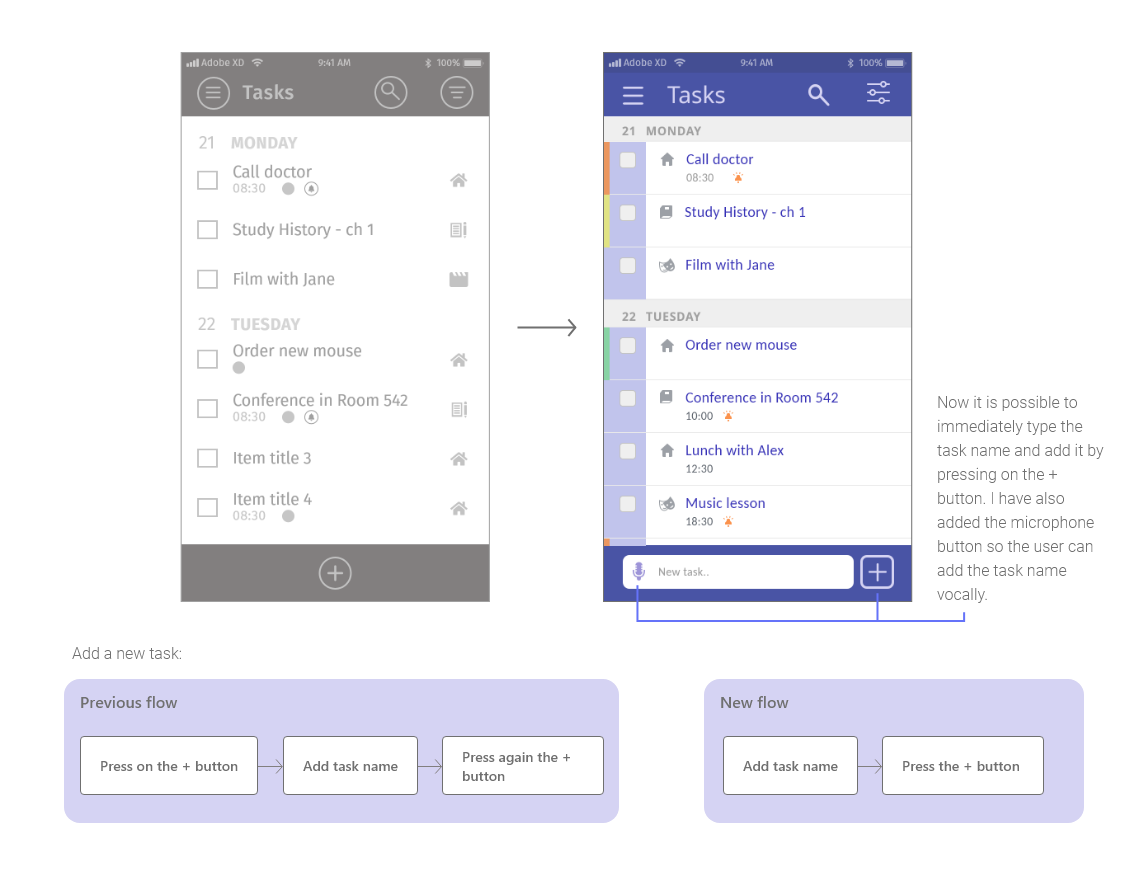 Adobe XD 9:41 AM 100%
Tasks
21 MONDAY
Call doctor
08:30
Study History - ch 1
Film with Jane
22 TUESDAY
Order new mouse
Conference in Room 542
08:30
Item title 3
Item title 4
08:30
Adobe XD 9:41 AM 100%
Tasks
21 MONDAY
Call doctor
08:30
Study History - ch 1
Film with Jane
22 TUESDAY
Order new mouse
Conference in Room 542
10:00
Lunch with Alex
12:30
Music lesson
18:30
New task..
Now it is possible to
immediately type the
task name and add it by
pressing on the +
button. I have also
added the microphone
button so the user can
add the task name
vocally.
Add a new task:
Previous flow
Press on the + button
Add task name
Press again the +
button
New flow
Add task name
Press the + button